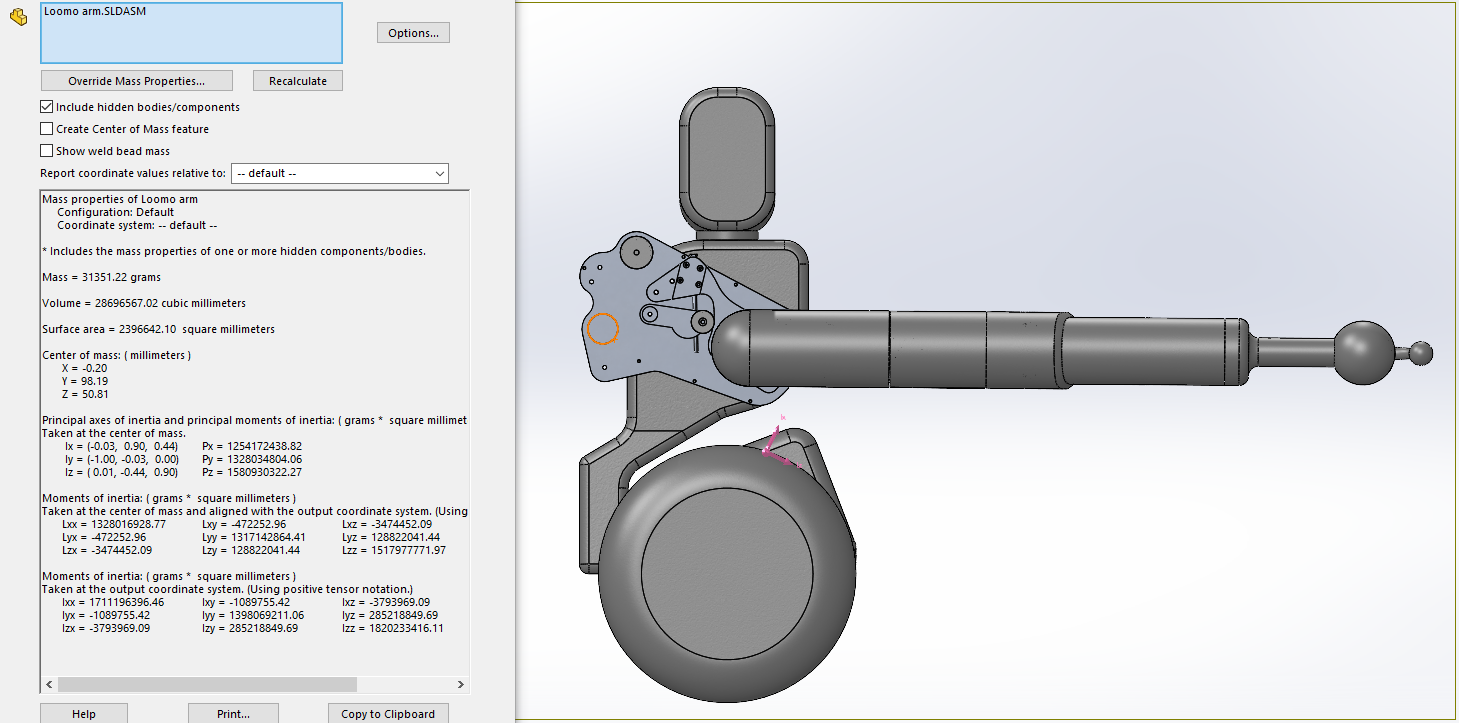 Loomo arm.SLDASM
Options...
Override Mass Properties...
Recalculate
Include hidden bodies/components
Create Center of Mass feature
Show weld bead mass
Report coordinate values relative to:
-- default --
Mass properties of Loomo arm
Configuration: Default
Coordinate system: -- default --
* Includes the mass properties of one or more hidden components/bodies.
Mass = 31351.22 grams
Volume = 28696567.02 cubic millimeters
Surface area = 2396642.10 square millimeters
Center of mass: ( millimeters )
X = -0.20
Y = 98.19
Z = 50.81
Principal axes of inertia and principal moments of inertia: ( grams * square millimet
Taken at the center of mass.
Ix = (-0.03, 0.90, 0.44) Px = 1254172438.82
Iy = (-1.00, -0.03, 0.00) Py = 1328034804.06
Iz = ( 0.01, -0.44, 0.90) Pz = 1580930322.27
Moments of inertia: ( grams * square millimeters )
Taken at the center of mass and aligned with the output coordinate system. (Using
Lxx = 1328016928.77 Lxy = -472252.96 Lxz = -3474452.09
Lyx = -472252.96 Lyy = 1317142864.41 Lyz = 128822041.44
Lzx = -3474452.09 Lzy = 128822041.44 Lzz = 1517977771.97
Moments of inertia: ( grams * square millimeters )
Taken at the output coordinate system. (Using positive tensor notation.)
Ixx = 1711196396.46 Ixy = -1089755.42 Ixz = -3793969.09
Iyx = -1089755.42 Iyy = 1398069211.06 Iyz = 285218849.69
Izx = -3793969.09 Izy = 285218849.69 Izz = 1820233416.11
Help
Print...
Copy to Clipboard